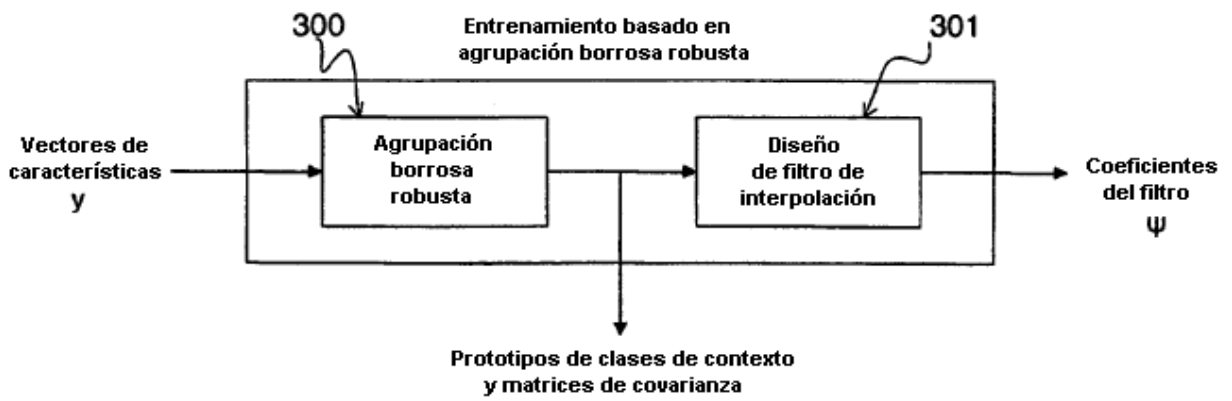 300
Entrenamiento basado en
agrupación borrosa robusta
301
Vectores de
características
y
Agrupación
borrosa
robusta
Diseño
de filtro de
interpolación
Coeficientes
del filtro
Ψ
Prototipos de clases de contexto
y matrices de covarianza